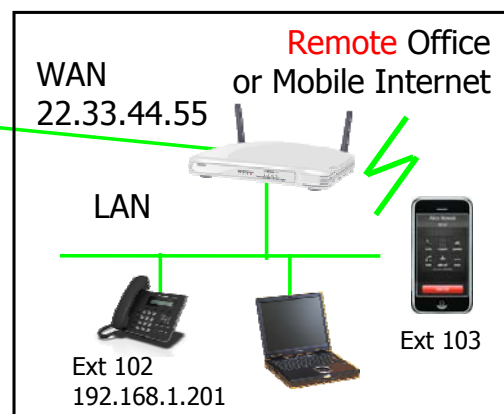 Remote Office
or Mobile Internet
WAN
22.33.44.55
LAN
Ext 102
192.168.1.201
Ext 103